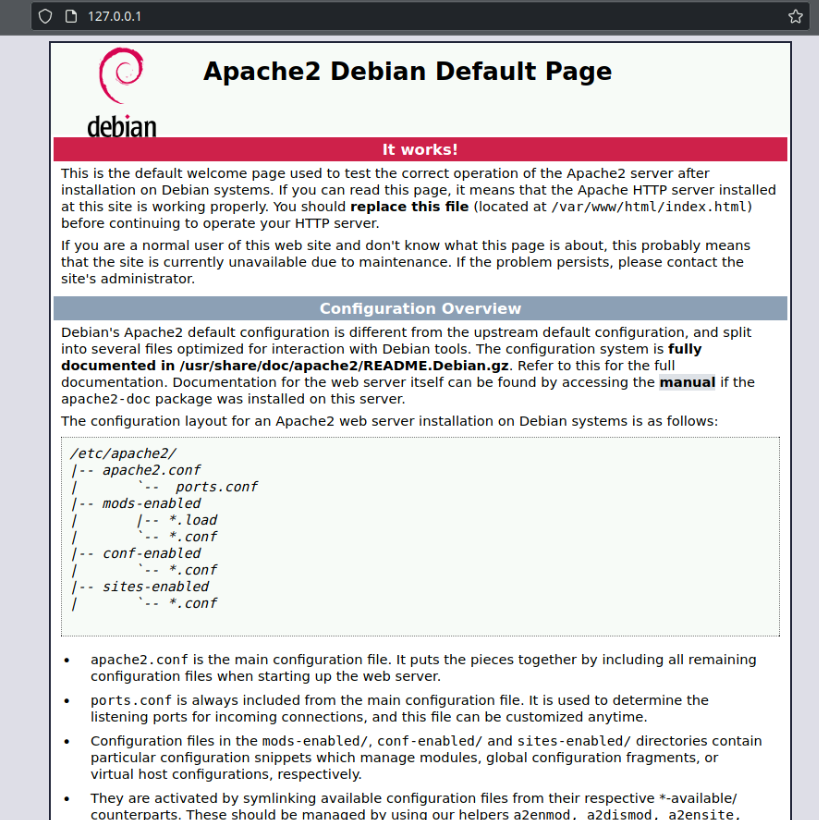 127.0.0.1
debian
Apache2 Debian Default Page
It works!
This is the default welcome page used to test the correct operation of the Apache2 server after
installation on Debian systems. If you can read this page, it means that the Apache HTTP server installed
at this site is working properly. You should replace this file (located at /var/www/html/index.html)
before continuing to operate your HTTP server.
If you are a normal user of this web site and don't know what this page is about, this probably means
that the site is currently unavailable due to maintenance. If the problem persists, please contact the
site's administrator.
Configuration Overview
Debian's Apache2 default configuration is different from the upstream default configuration, and split
into several files optimized for interaction with Debian tools. The configuration system is fully
documented in /usr/share/doc/apache2/README.Debian.gz. Refer to this for the full
documentation. Documentation for the web server itself can be found by accessing the manual if the
apache2-doc package was installed on this server.
The configuration layout for an Apache2 web server installation on Debian systems is as follows:
/etc/apache2/
|-- apache2.conf
|       `--  ports.conf
|-- mods-enabled
|       |-- *.load
|       `-- *.conf
|-- conf-enabled
|       `-- *.conf
|-- sites-enabled
|       `-- *.conf
• apache2.conf is the main configuration file. It puts the pieces together by including all remaining
configuration files when starting up the web server.
• ports.conf is always included from the main configuration file. It is used to determine the
listening ports for incoming connections, and this file can be customized anytime.
• Configuration files in the mods-enabled/, conf-enabled/ and sites-enabled/ directories contain
particular configuration snippets which manage modules, global configuration fragments, or
virtual host configurations, respectively.
• They are activated by symlinking available configuration files from their respective *-available/
counterparts. These should be managed by using our helpers a2enmod, a2dismod, a2ensite,